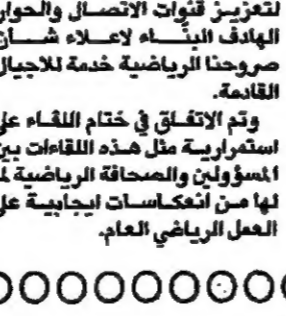 لتعزيز قنوات الاتصال والحوار
الهادف البناء لاعلاء شأن
صروحنا الرياضية خدمة للاجيال
القادمة.
وتم الاتفاق في ختام اللقاء على
استمرارية مثل هذه اللقاءات بين
المسؤولين والصحافة الرياضية لما
لها من انعكاسات ايجابية على
العمل الرياضي العام.